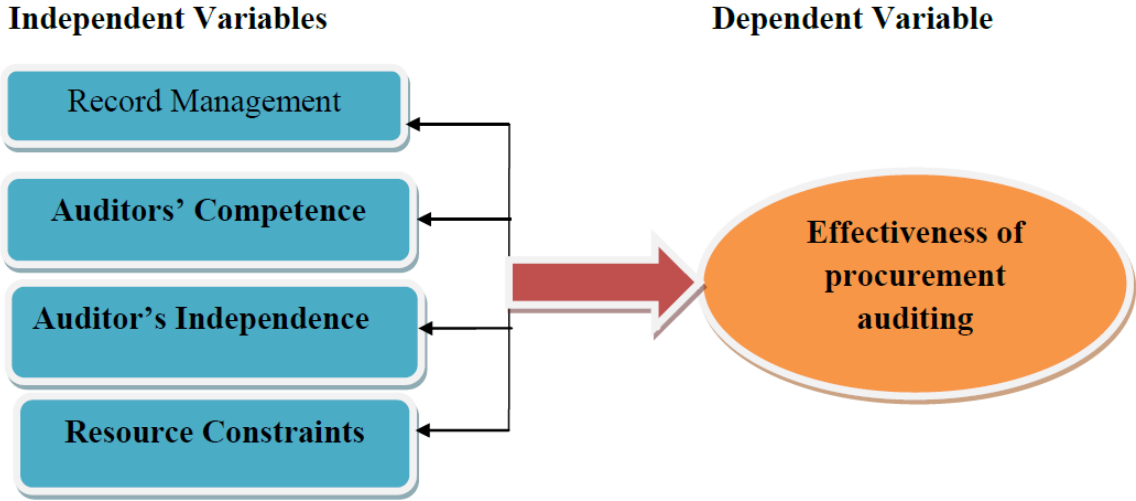 Independent Variables
Dependent Variable
Record Management
Auditors’ Competence
Auditor’s Independence
Resource Constraints
Effectiveness of
procurement
auditing